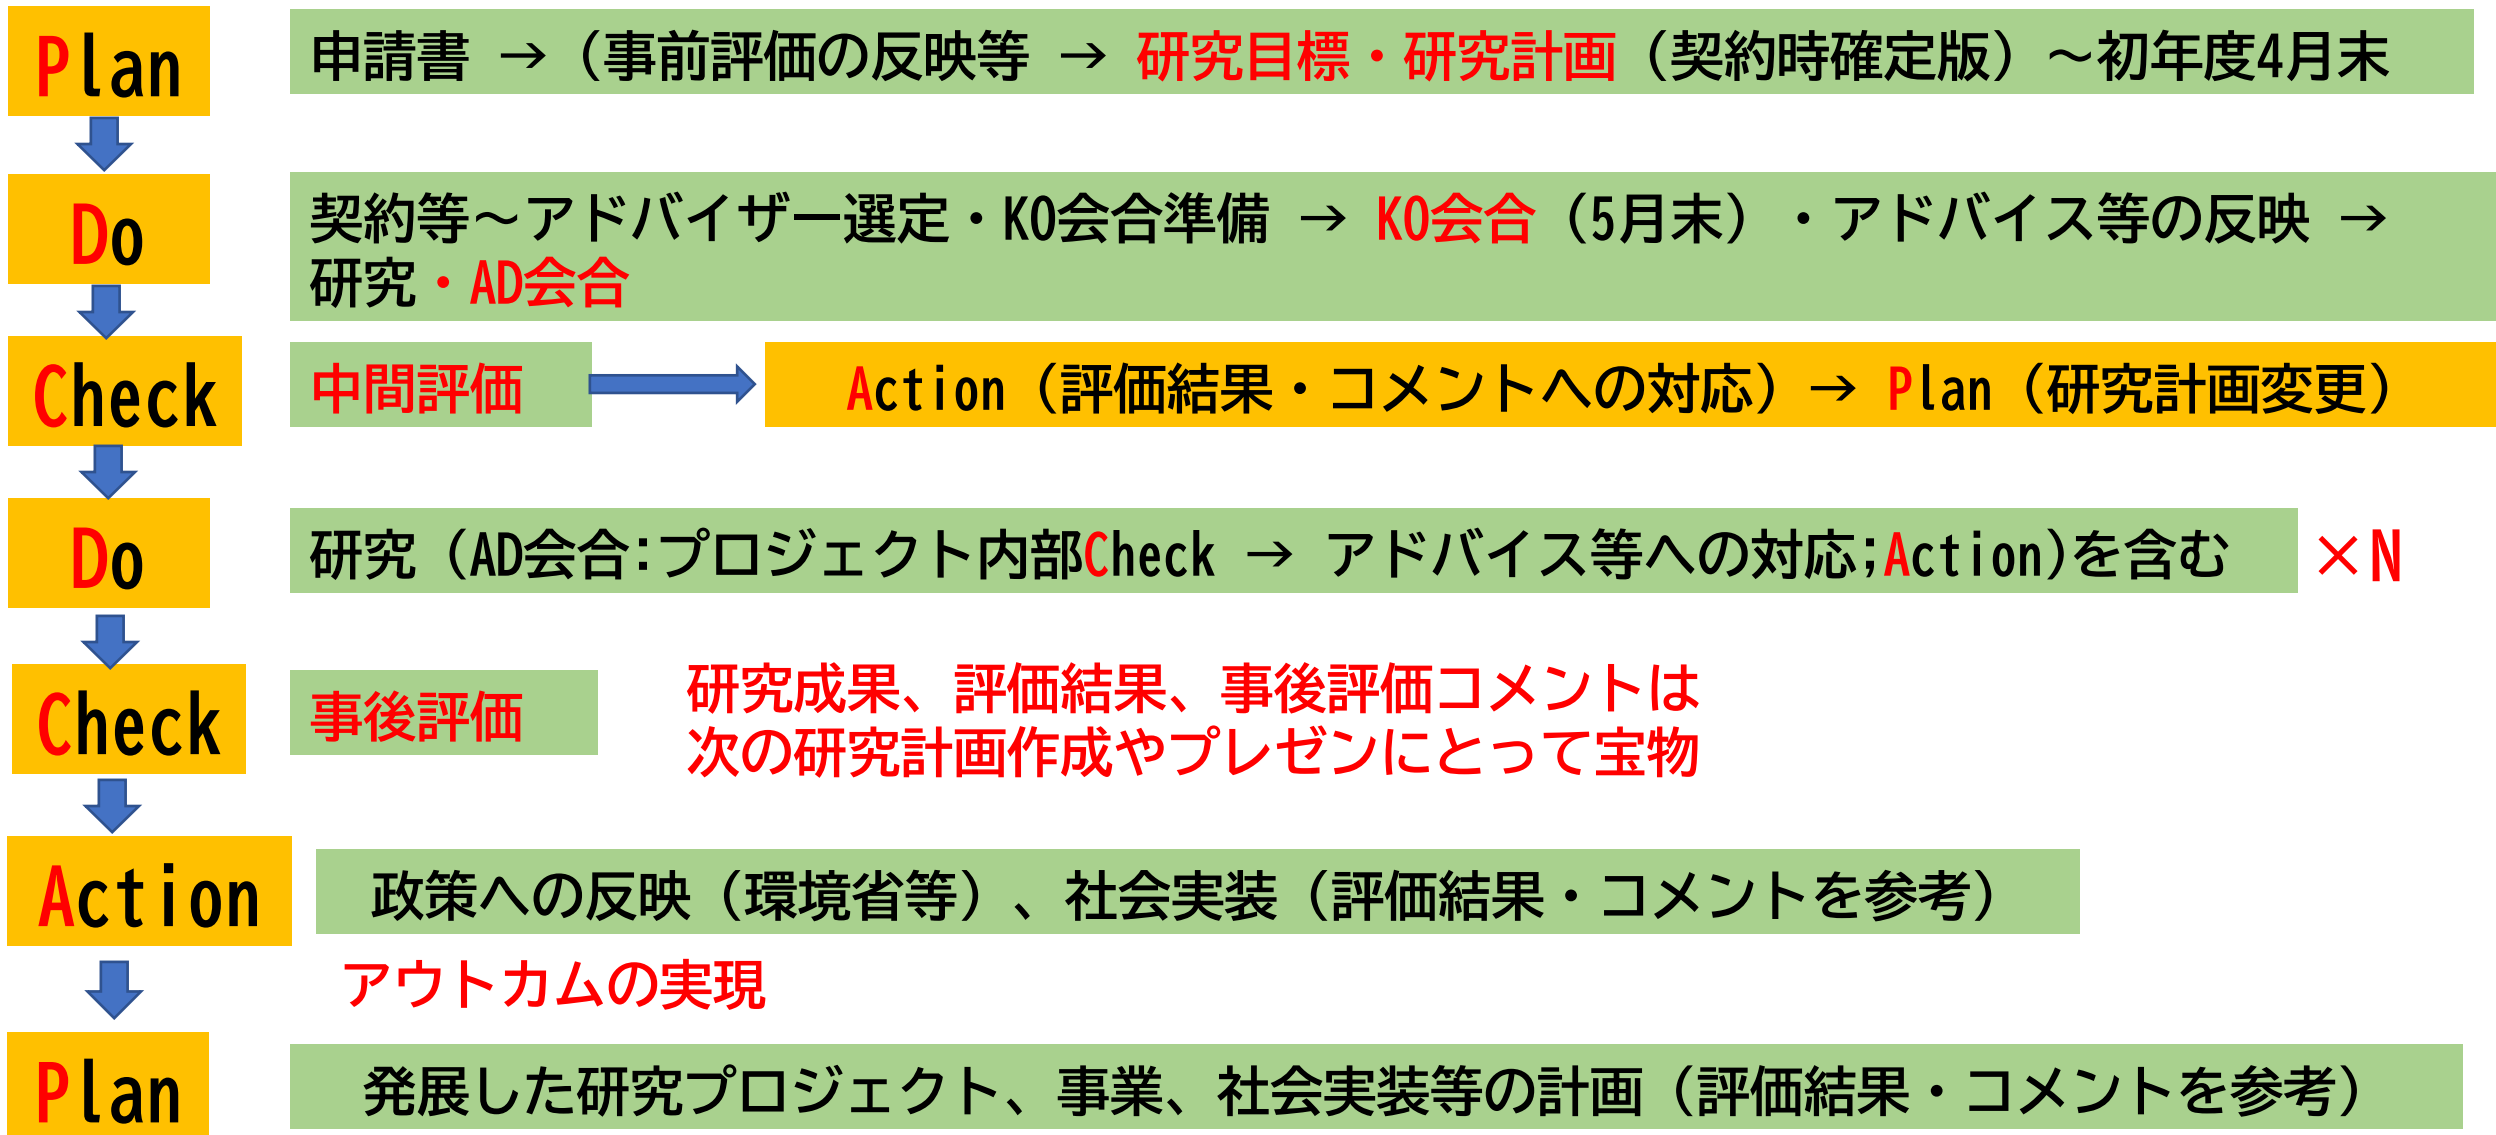 Plan
申請書 → （事前評価の反映後） → 研究目標・研究計画（契約時確定版）～毎年度4月末
Do
契約締結～アドバイザー選定・K会合準備 → K会合（6月末）・アドバイス等反映 →
研究・AD会合
Check
中間評価
Action（評価結果・コメントへの対応） → Plan（研究計画変更）
Do
研究（AD会合：プロジェクト内部Check → アドバイス等への対応；Action）を含む
×N
Check
事後評価
研究成果、評価結果、事後評価コメントは
次の研究計画作成やプレゼンにとって宝物
Action
政策への反映（環境省等）、社会実装（評価結果・コメントを参考）
アウトカムの実現
Plan
発展した研究プロジェクト、事業、社会実装等の計画（評価結果・コメントを参考）